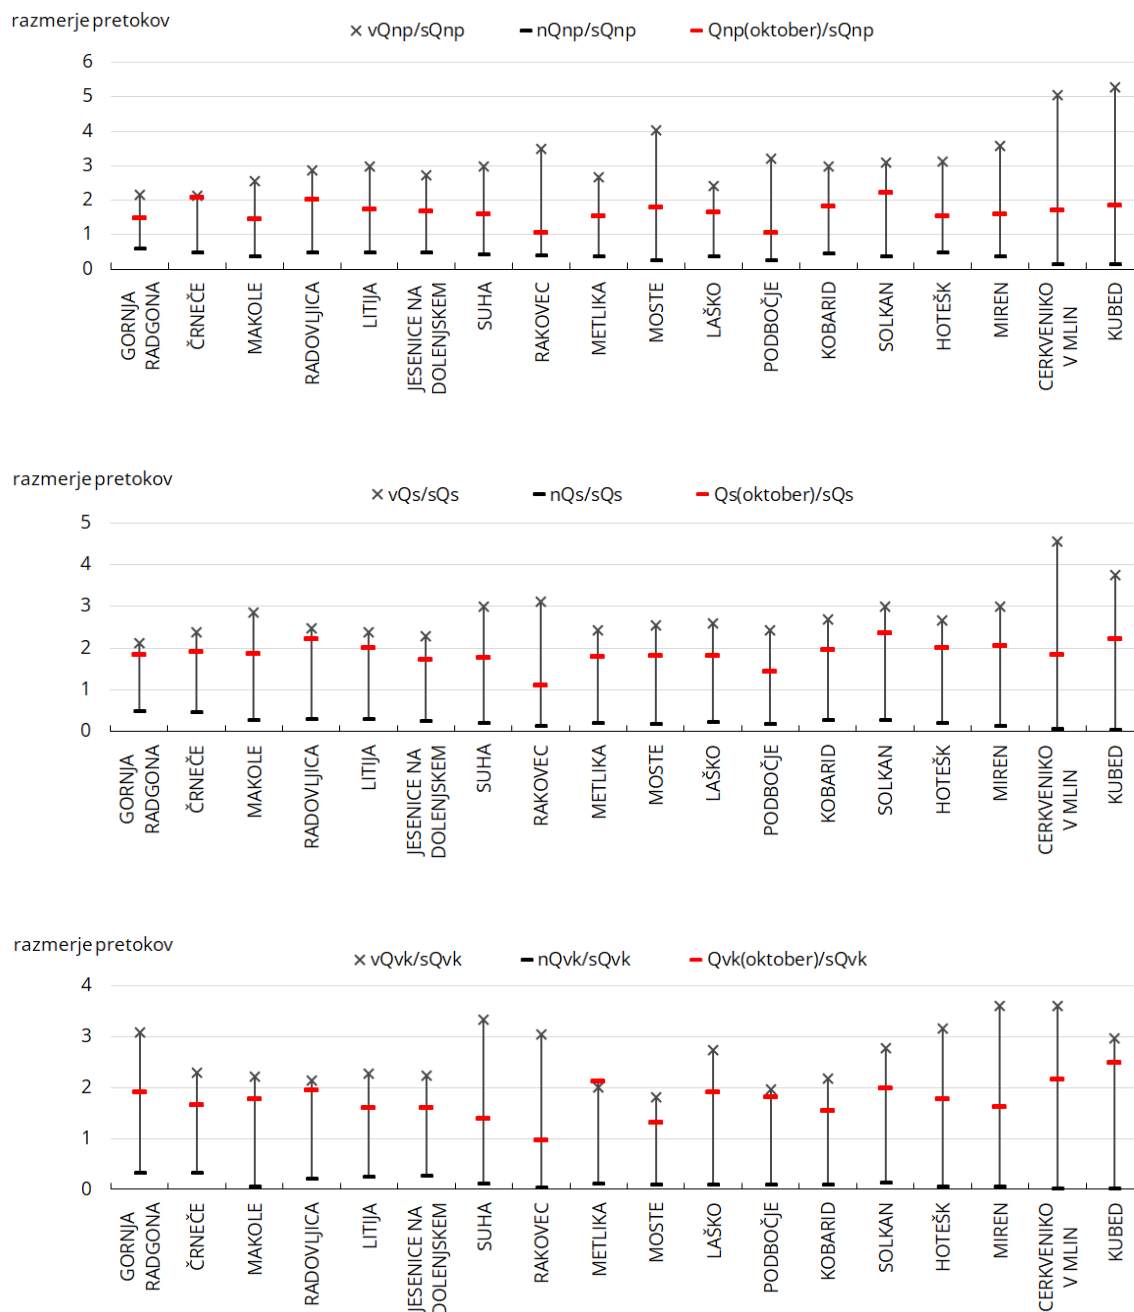 razmerje pretokov
vQnp/sQnp nQnp/sQnp Qnp(oktober)/sQnp
6
5
4
3
2
1
0
GORNJA
RADGONA
ČRNEČE
MAKOLE
RADOVLJICA
LITIJA
JESENICE NA
DOLENJSKEM
SUHA
RAKOVEC
METLIKA
MOSTE
LAŠKO
PODBOČJE
KOBARID
SOLKAN
HOTEŠK
MIREN
CERKVENIKO
V MLIN
KUBED
razmerje pretokov
vQs/sQs nQs/sQs Qs(oktober)/sQs
5
4
3
2
1
0
GORNJA
RADGONA
ČRNEČE
MAKOLE
RADOVLJICA
LITIJA
JESENICE NA
DOLENJSKEM
SUHA
RAKOVEC
METLIKA
MOSTE
LAŠKO
PODBOČJE
KOBARID
SOLKAN
HOTEŠK
MIREN
CERKVENIKO
V MLIN
KUBED
razmerje pretokov
vQvk/sQvk nQvk/sQvk Qvk(oktober)/sQvk
4
3
2
1
0
GORNJA
RADGONA
ČRNEČE
MAKOLE
RADOVLJICA
LITIJA
JESENICE NA
DOLENJSKEM
SUHA
RAKOVEC
METLIKA
MOSTE
LAŠKO
PODBOČJE
KOBARID
SOLKAN
HOTEŠK
MIREN
CERKVENIKO
V MLIN
KUBED